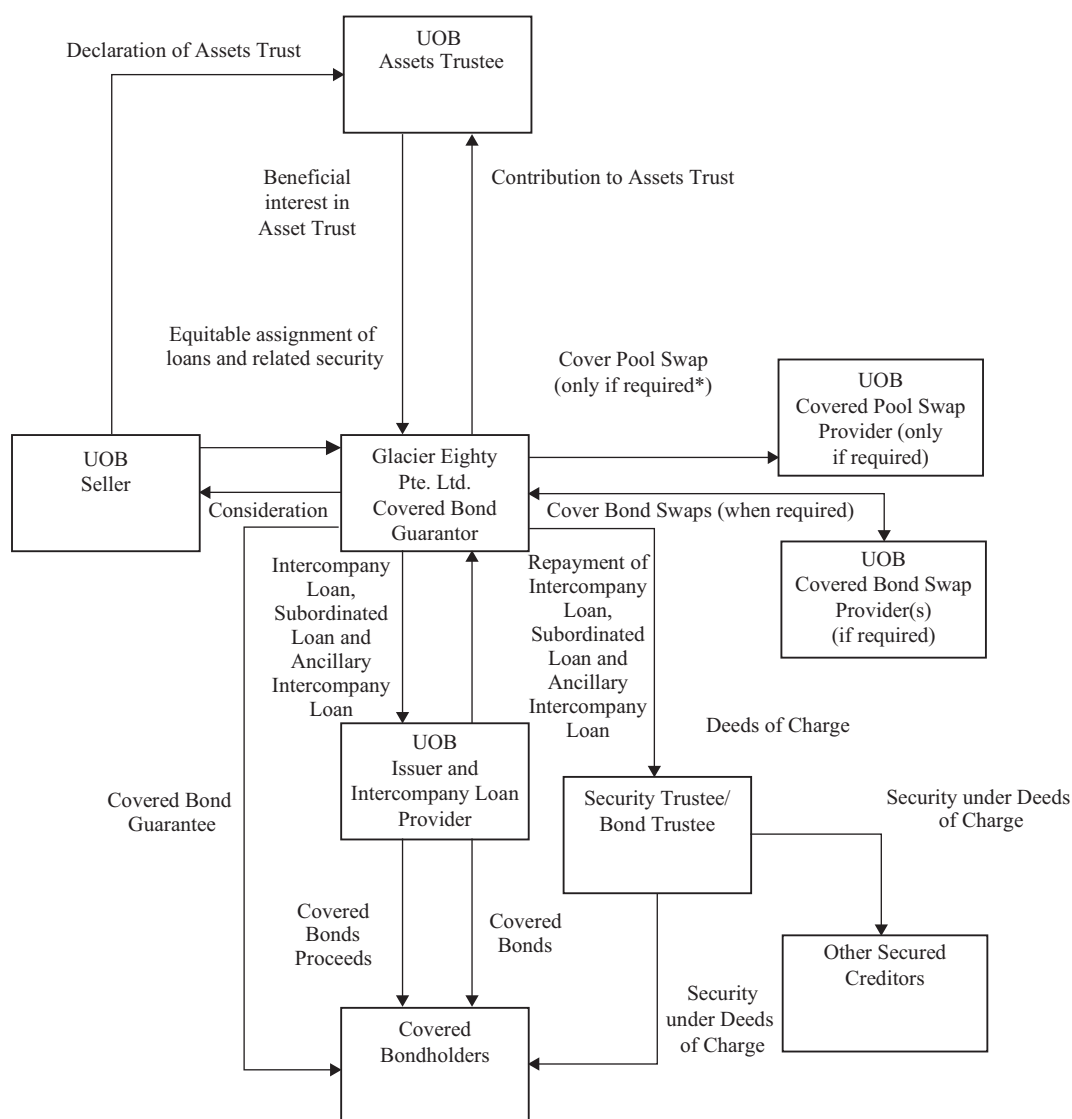 UOB
Assets Trustee
Declaration of Assets Trust
Beneficial
interest in
Asset Trust
Contribution to Assets Trust
Equitable assignment of
loans and related security
Cover Pool Swap
(only if required*)
UOB
Covered Pool Swap
Provider (only
if required)
UOB
Seller
Glacier Eighty
Pte. Ltd.
Covered Bond
Guarantor
Consideration
Cover Bond Swaps (when required)
UOB
Covered Bond Swap
Provider(s)
(if required)
Intercompany
Loan,
Subordinated
Loan and
Ancillary
Intercompany
Loan
Repayment of
Intercompany
Loan,
Subordinated
Loan and
Ancillary
Intercompany
Loan
Deeds of Charge
UOB
Issuer and
Intercompany Loan
Provider
Covered Bond
Guarantee
Security Trustee/
Bond Trustee
Security under Deeds
of Charge
Covered
Bonds
Proceeds
Covered
Bonds
Other Secured
Creditors
Security
under Deeds
of Charge
Covered
Bondholders